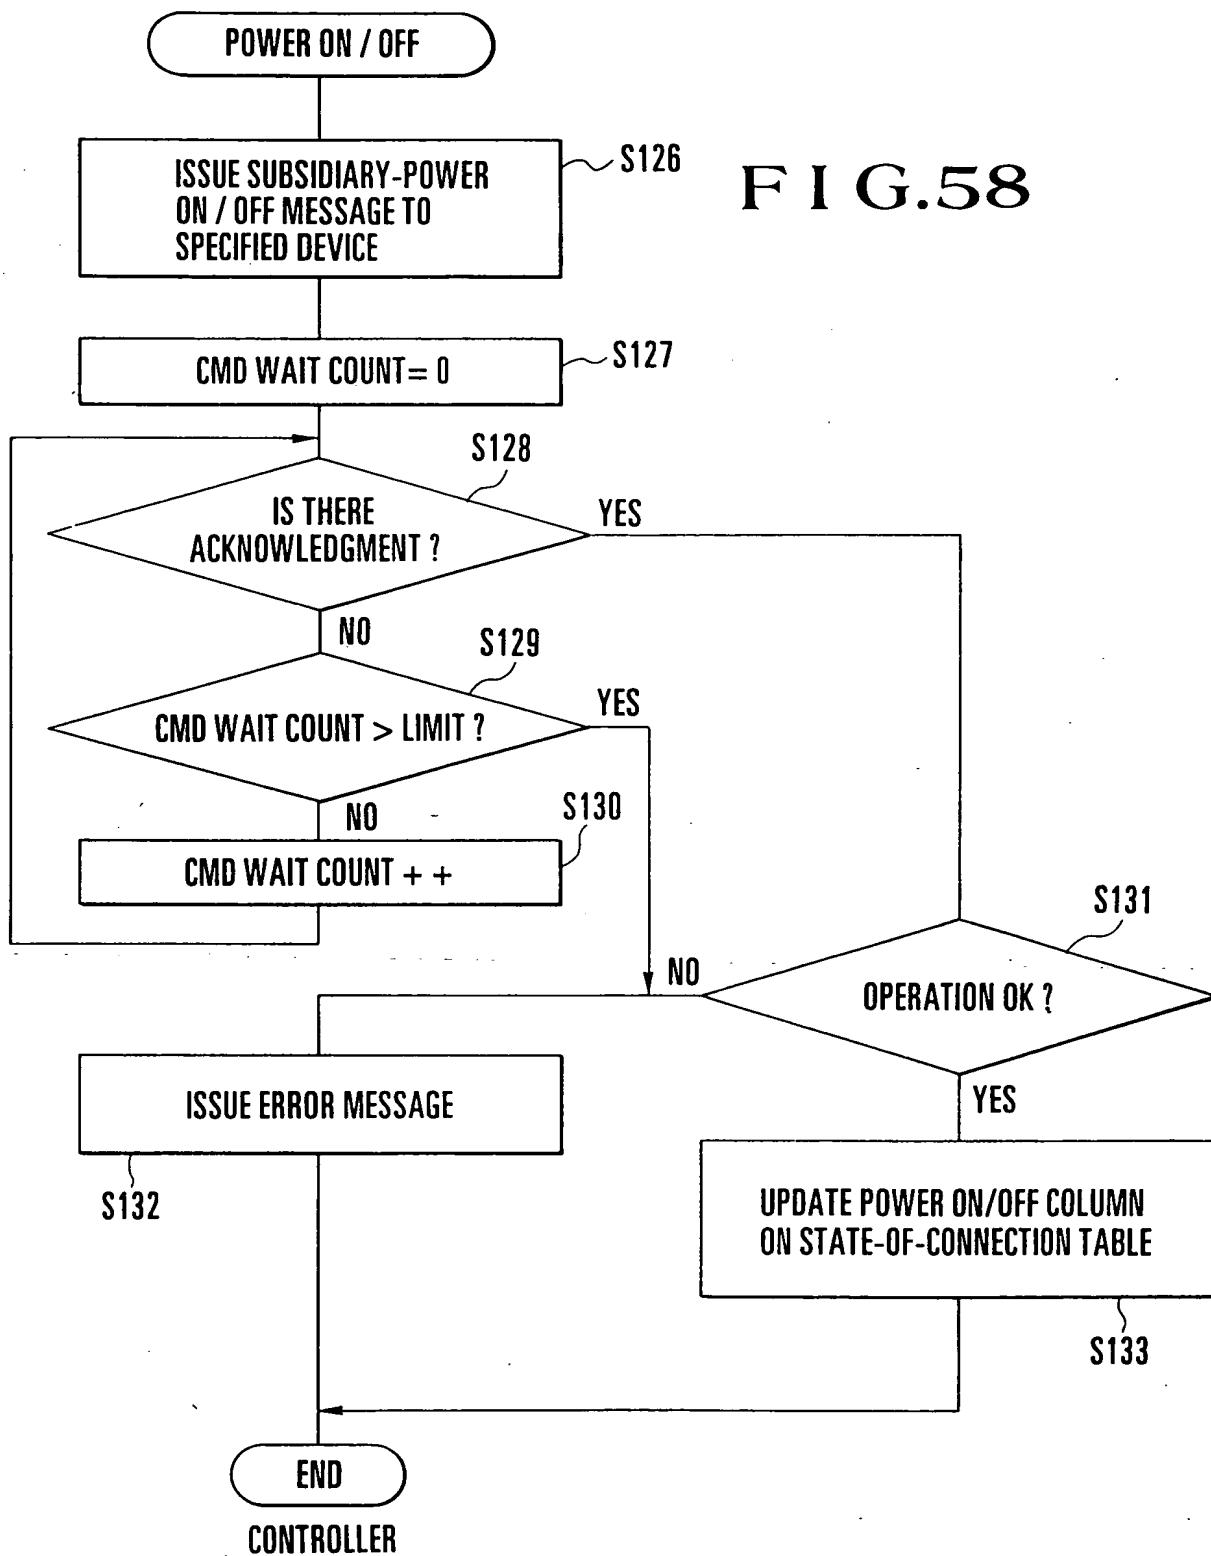 POWER ON / OFF
ISSUE SUBSIDIARY-POWER
ON / OFF MESSAGE TO
SPECIFIED DEVICE
S126
F I G.58
CMD WAIT COUNT= 0
S127
S128
IS THERE
ACKNOWLEDGMENT ?
YES
NO
S129
CMD WAIT COUNT > LIMIT ?
YES
NO
S130
CMD WAIT COUNT + +
S131
NO
OPERATION OK ?
YES
ISSUE ERROR MESSAGE
S132
UPDATE POWER ON/OFF COLUMN
ON STATE-OF-CONNECTION TABLE
S133
END
CONTROLLER